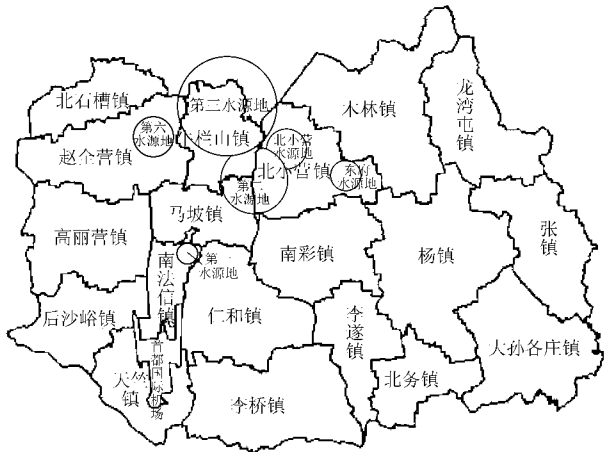 北石槽镇
第三水源地
木林镇
龙湾屯镇
第六
水源地
牛栏山镇
北小营
水源地
赵全营镇
北小营镇
东府
水源地
第二
水源地
马坡镇
高丽营镇
南彩镇
杨镇
张镇
南法信镇
第一
水源地
后沙峪镇
仁和镇
李遂镇
大孙各庄镇
首都国际机场
天竺镇
李桥镇
北务镇